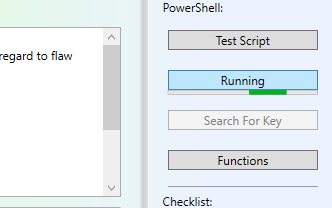 PowerShell:
Test Script
regard to flaw
Running
Search For Key
Functions
Checklist: